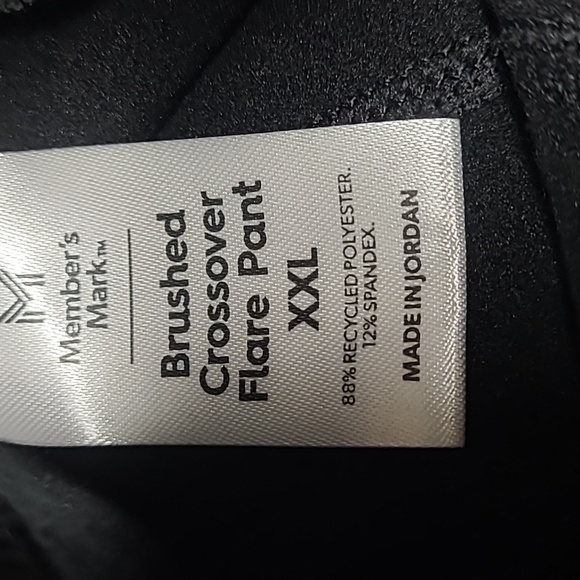 Member's
Mark™
Brushed
Crossover
Flare Pant
XXL
88% RECYCLED POLYESTER.
12% SPANDEX.
MADE IN JORDAN